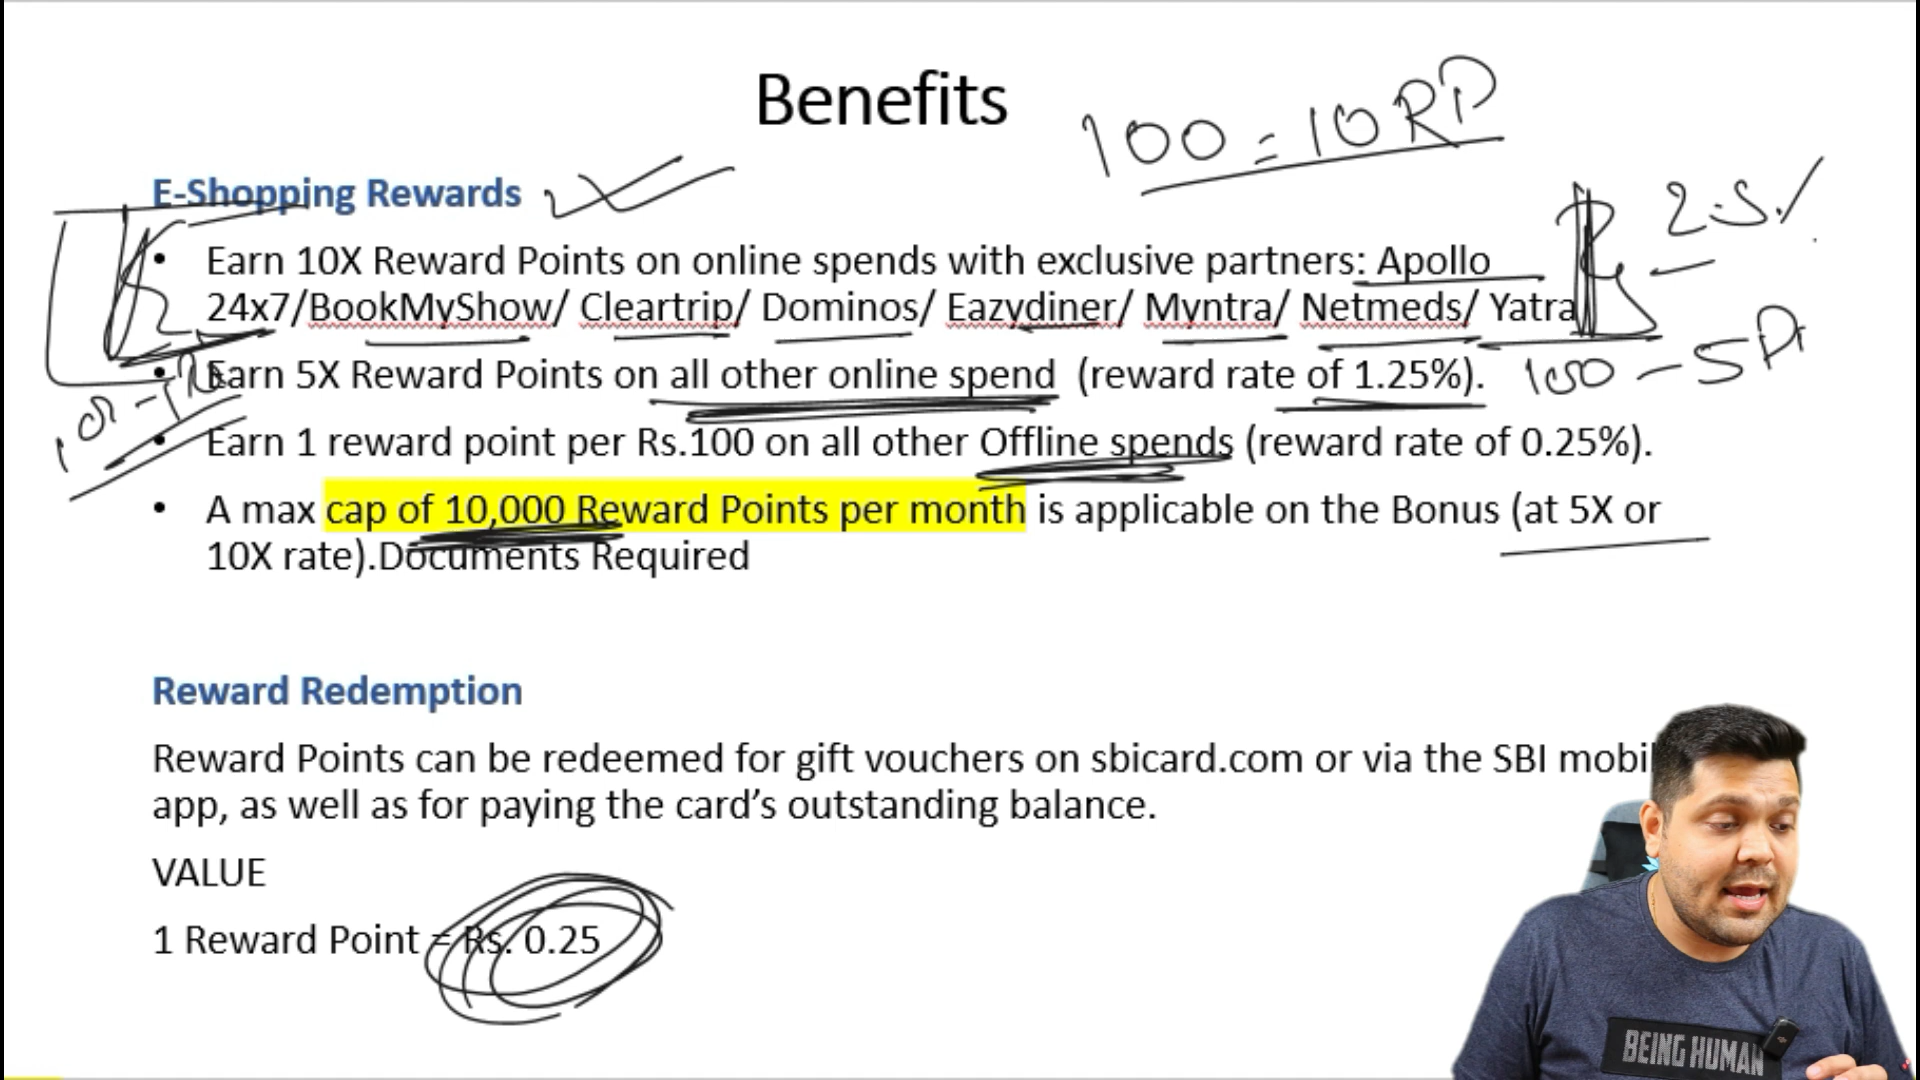 Benefits
100 = 10 RP
E-Shopping Rewards
2.5%
• Earn 10X Reward Points on online spends with exclusive partners: Apollo
24x7/BookMyShow/ Cleartrip/ Dominos/ Eazydiner/ Myntra/ Netmeds/ Yatra
• Earn 5X Reward Points on all other online spend (reward rate of 1.25%).
100 - 5
• Earn 1 reward point per Rs.100 on all other Offline spends (reward rate of 0.25%).
• A max cap of 10,000 Reward Points per month is applicable on the Bonus (at 5X or
10X rate).Documents Required
Reward Redemption
Reward Points can be redeemed for gift vouchers on sbicard.com or via the SBI
app, as well as for paying the card’s outstanding balance.
VALUE
1 Reward Point = Rs. 0.25
BEING HUMAN